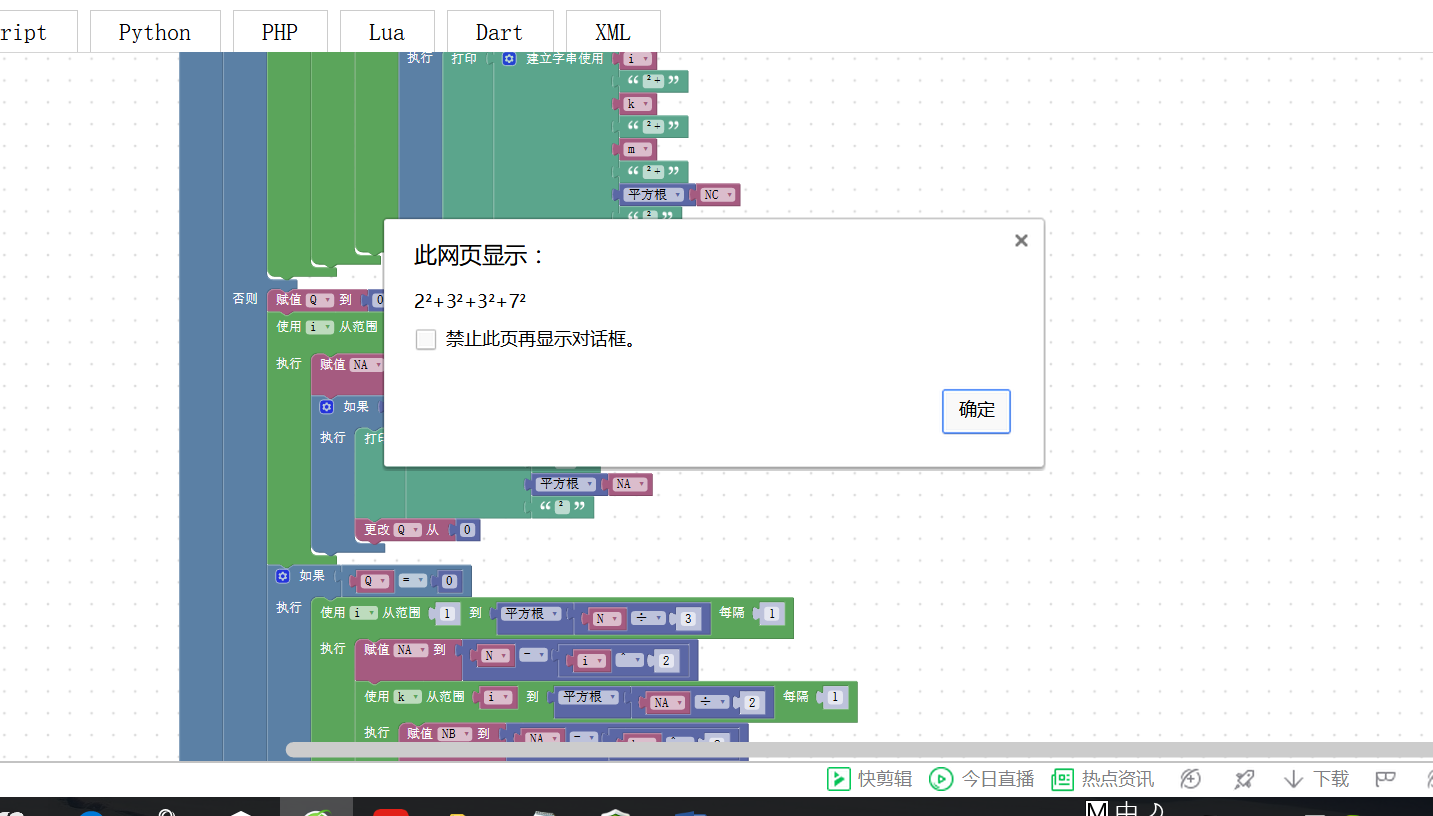 ript Python PHP Lua Dart XML
执行 打印 建立字串使用 i
“ ²+ ”
k
“ ²+ ”
m
“ ²+ ”
平方根 NC
“ ² ”
此网页显示：
2²+3²+3²+7²
禁止此页再显示对话框。
确定
否则 赋值 Q 到 0
使用 i 从范围
执行 赋值 NA
如果
执行 打印
平方根 NA
“ ² ”
更改 Q 从 0
如果 Q = 0
执行 使用 i 从范围 1 到 平方根 N ÷ 3 每隔 1
执行 赋值 NA 到 N - i ^ 2
使用 k 从范围 i 到 平方根 NA ÷ 2 每隔 1
执行 赋值 NB 到 NA -
快剪辑 今日直播 热点资讯 下载
M 中